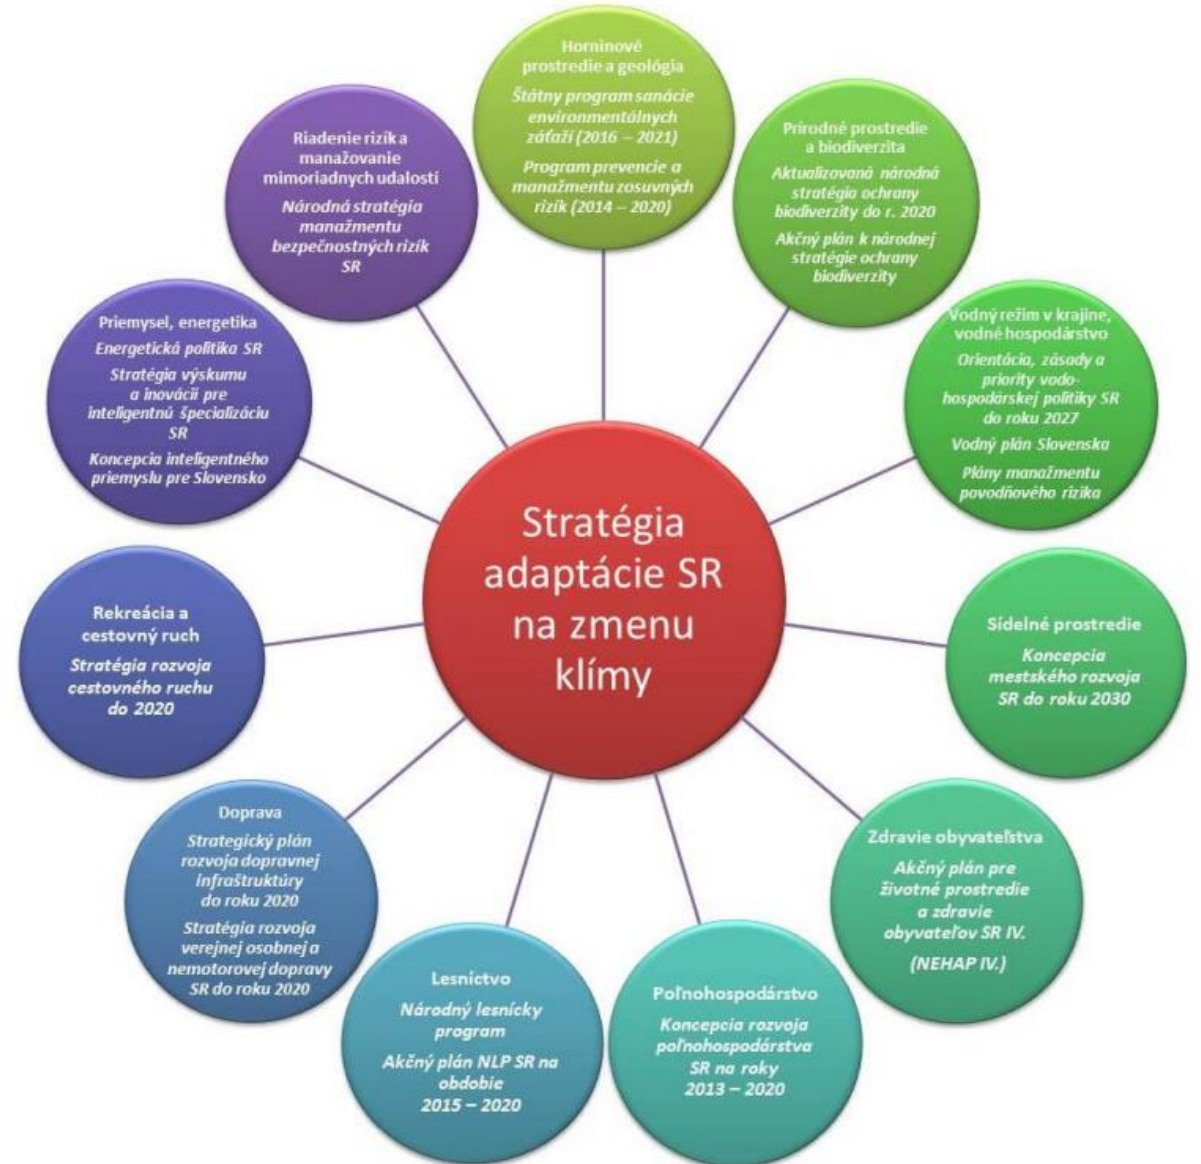 Horninové
prostredie a geológia
Štátny program sanácie
environmentálnych
záťaží (2016 – 2021)
Program prevencie a
manažmentu zosuvných
rizík (2014 – 2020)
Prírodné prostredie
a biodiverzita
Aktualizovaná národná
stratégia ochrany
biodiverzity do r. 2020
Akčný plán k národnej
stratégie ochrany
biodiverzity
Vodný režim v krajine,
vodné hospodárstvo
Orientácia, zásady a
priority vodo-
hospodárskej politiky SR
do roku 2027
Vodný plán Slovenska
Plány manažmentu
povodňového rizika
Sídelné prostredie
Koncepcia
mestského rozvoja
SR do roku 2030
Zdravie obyvateľstva
Akčný plán pre
životné prostredie
a zdravie
obyvateľov SR IV.
(NEHAP IV.)
Poľnohospodárstvo
Koncepcia rozvoja
poľnohospodárstva
SR na roky
2013 – 2020
Lesníctvo
Národný lesnícky
program
Akčný plán NLP SR na
obdobie
2015 – 2020
Doprava
Strategický plán
rozvoja dopravnej
infraštruktúry
do roku 2020
Stratégia rozvoja
verejnej osobnej a
nemotorovej dopravy
SR do roku 2020
Rekreácia a
cestovný ruch
Stratégia rozvoja
cestovného ruchu
do 2020
Priemysel, energetika
Energetická politika SR
Stratégia výskumu
a inovácií pre
inteligentnú špecializáciu
SR
Koncepcia inteligentného
priemyslu pre Slovensko
Riadenie rizík a
manažovanie
mimoriadnych udalostí
Národná stratégia
manažmentu
bezpečnostných rizík
SR
Stratégia
adaptácie SR
na zmenu
klímy